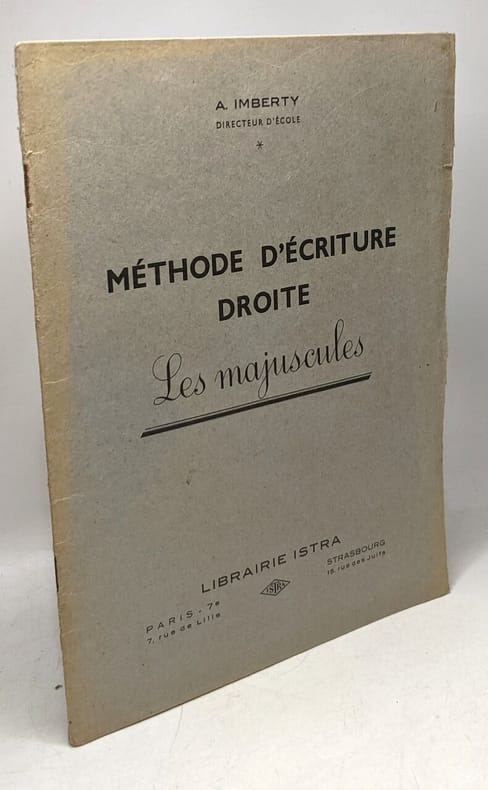 A. IMBERTY
DIRECTEUR D'ÉCOLE
*
MÉTHODE D'ÉCRITURE
DROITE
Les majuscules
LIBRAIRIE ISTRA
PARIS - 7e
7, rue de Lille
ISTRA
STRASBOURG
15, rue des Juifs